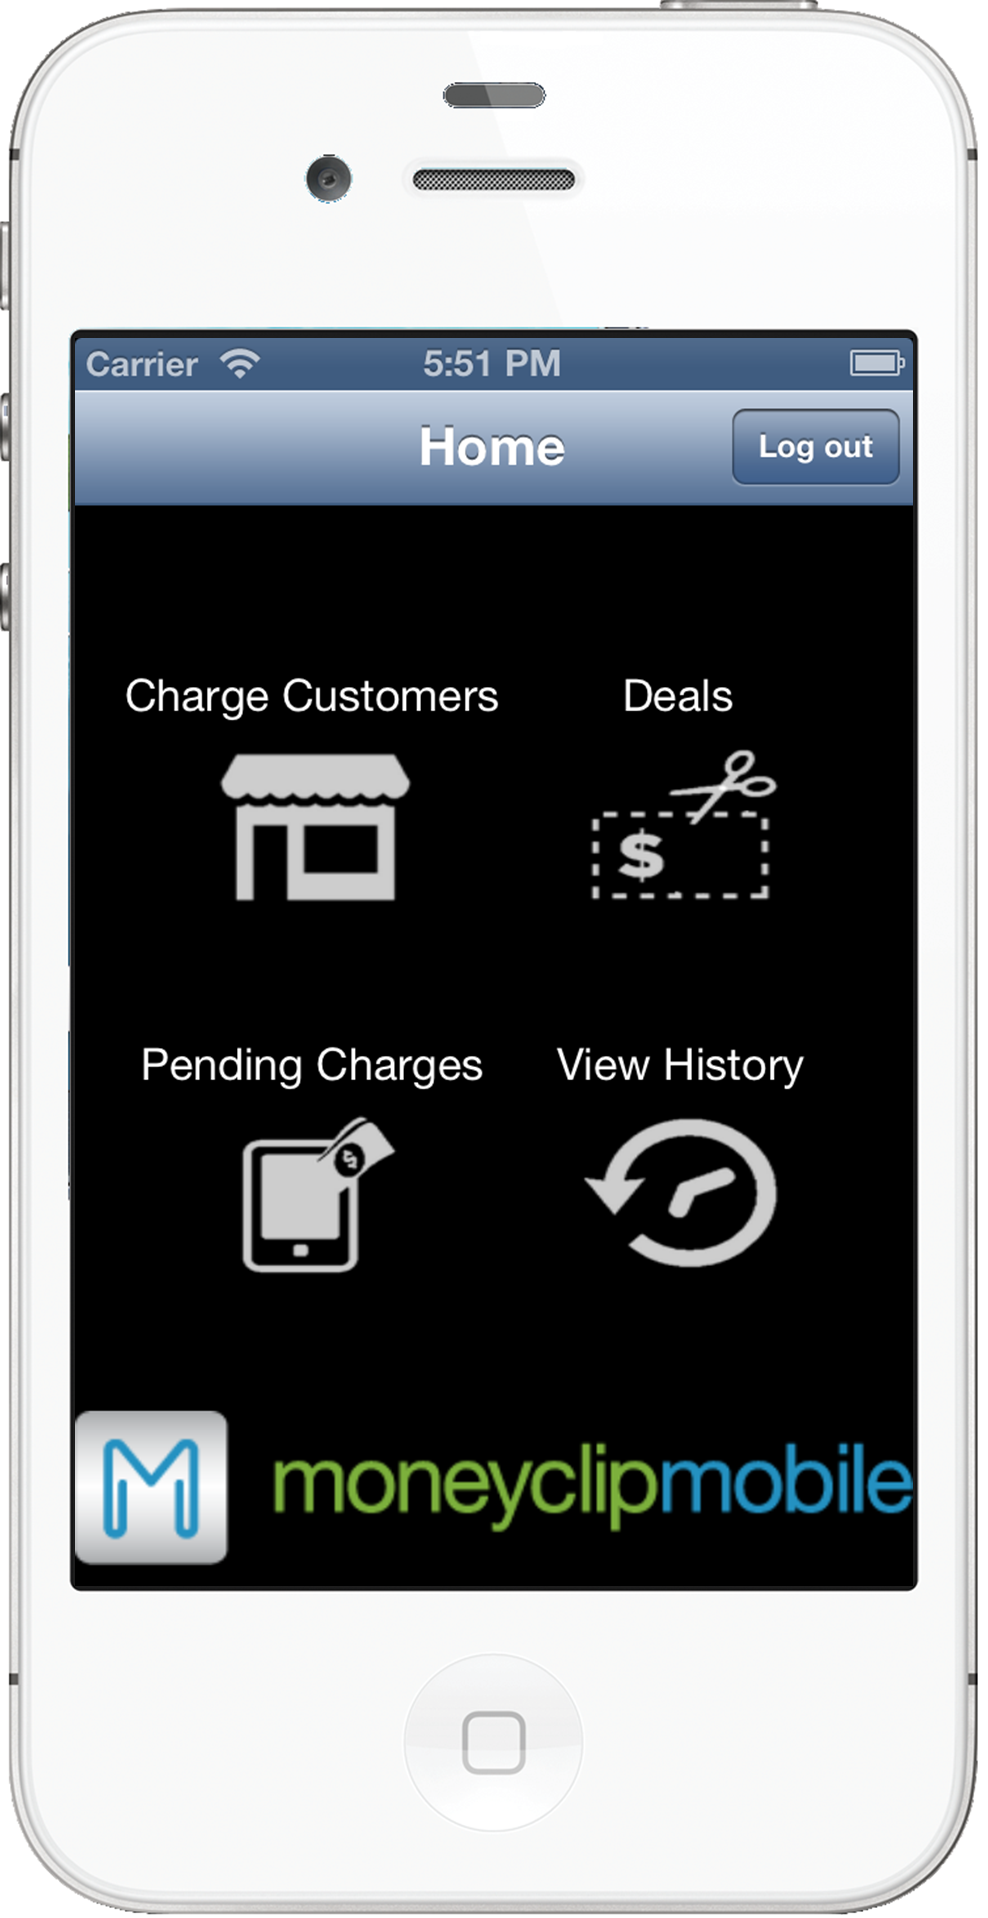 Carrier 5:51 PM
Home Log out
Charge Customers Deals
$
Pending Charges View History
$
M moneyclipmobile